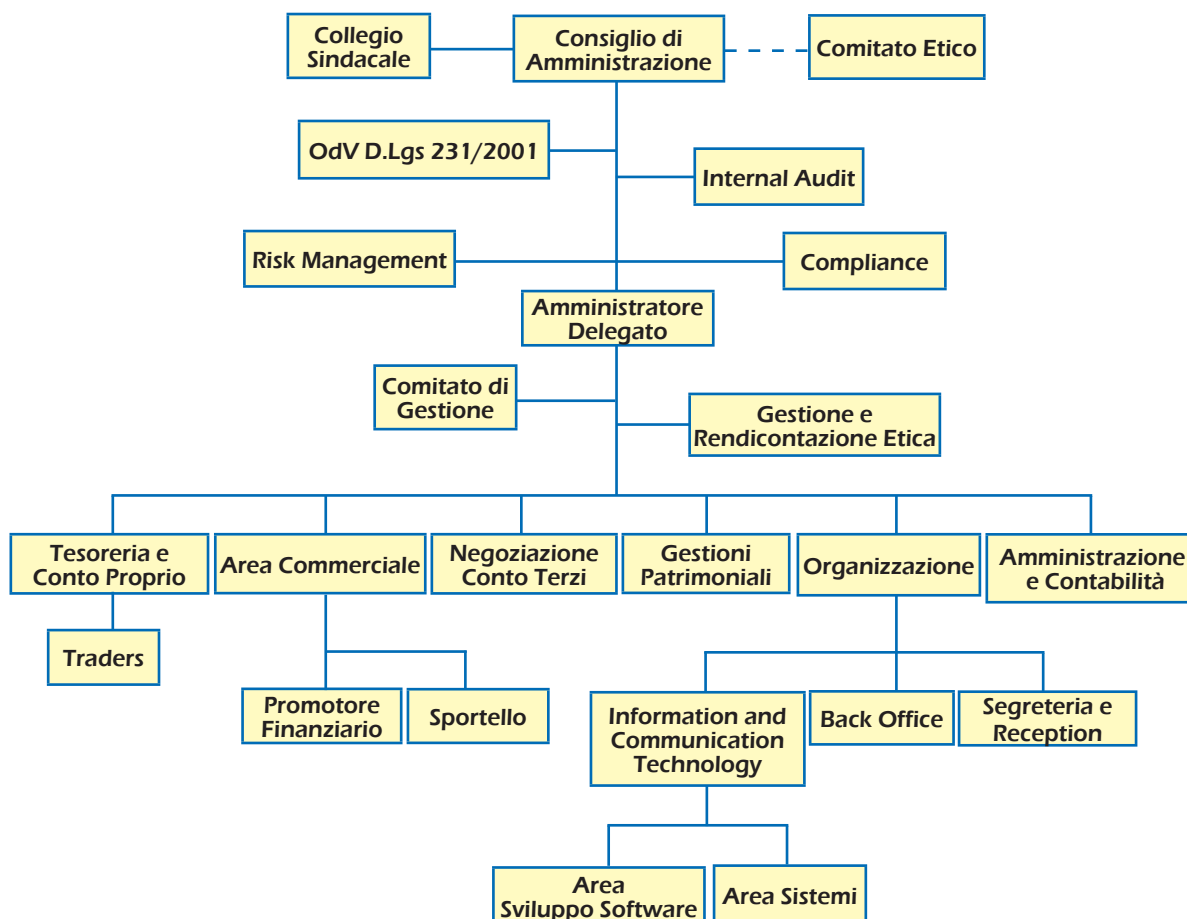 Collegio
Sindacale
Consiglio di
Amministrazione
Comitato Etico
OdV D.Lgs 231/2001
Internal Audit
Risk Management
Compliance
Amministratore
Delegato
Comitato di
Gestione
Gestione e
Rendicontazione Etica
Tesoreria e
Conto Proprio
Area Commerciale
Negoziazione
Conto Terzi
Gestioni
Patrimoniali
Organizzazione
Amministrazione
e Contabilità
Traders
Promotore
Finanziario
Sportello
Information and
Communication
Technology
Back Office
Segreteria e
Reception
Area
Sviluppo Software
Area Sistemi